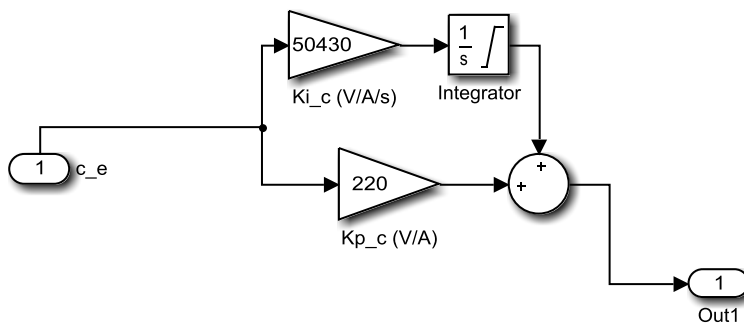 50430
1
s
Ki_c (V/A/s)
Integrator
1
c_e
220
+
+
Kp_c (V/A)
1
Out1